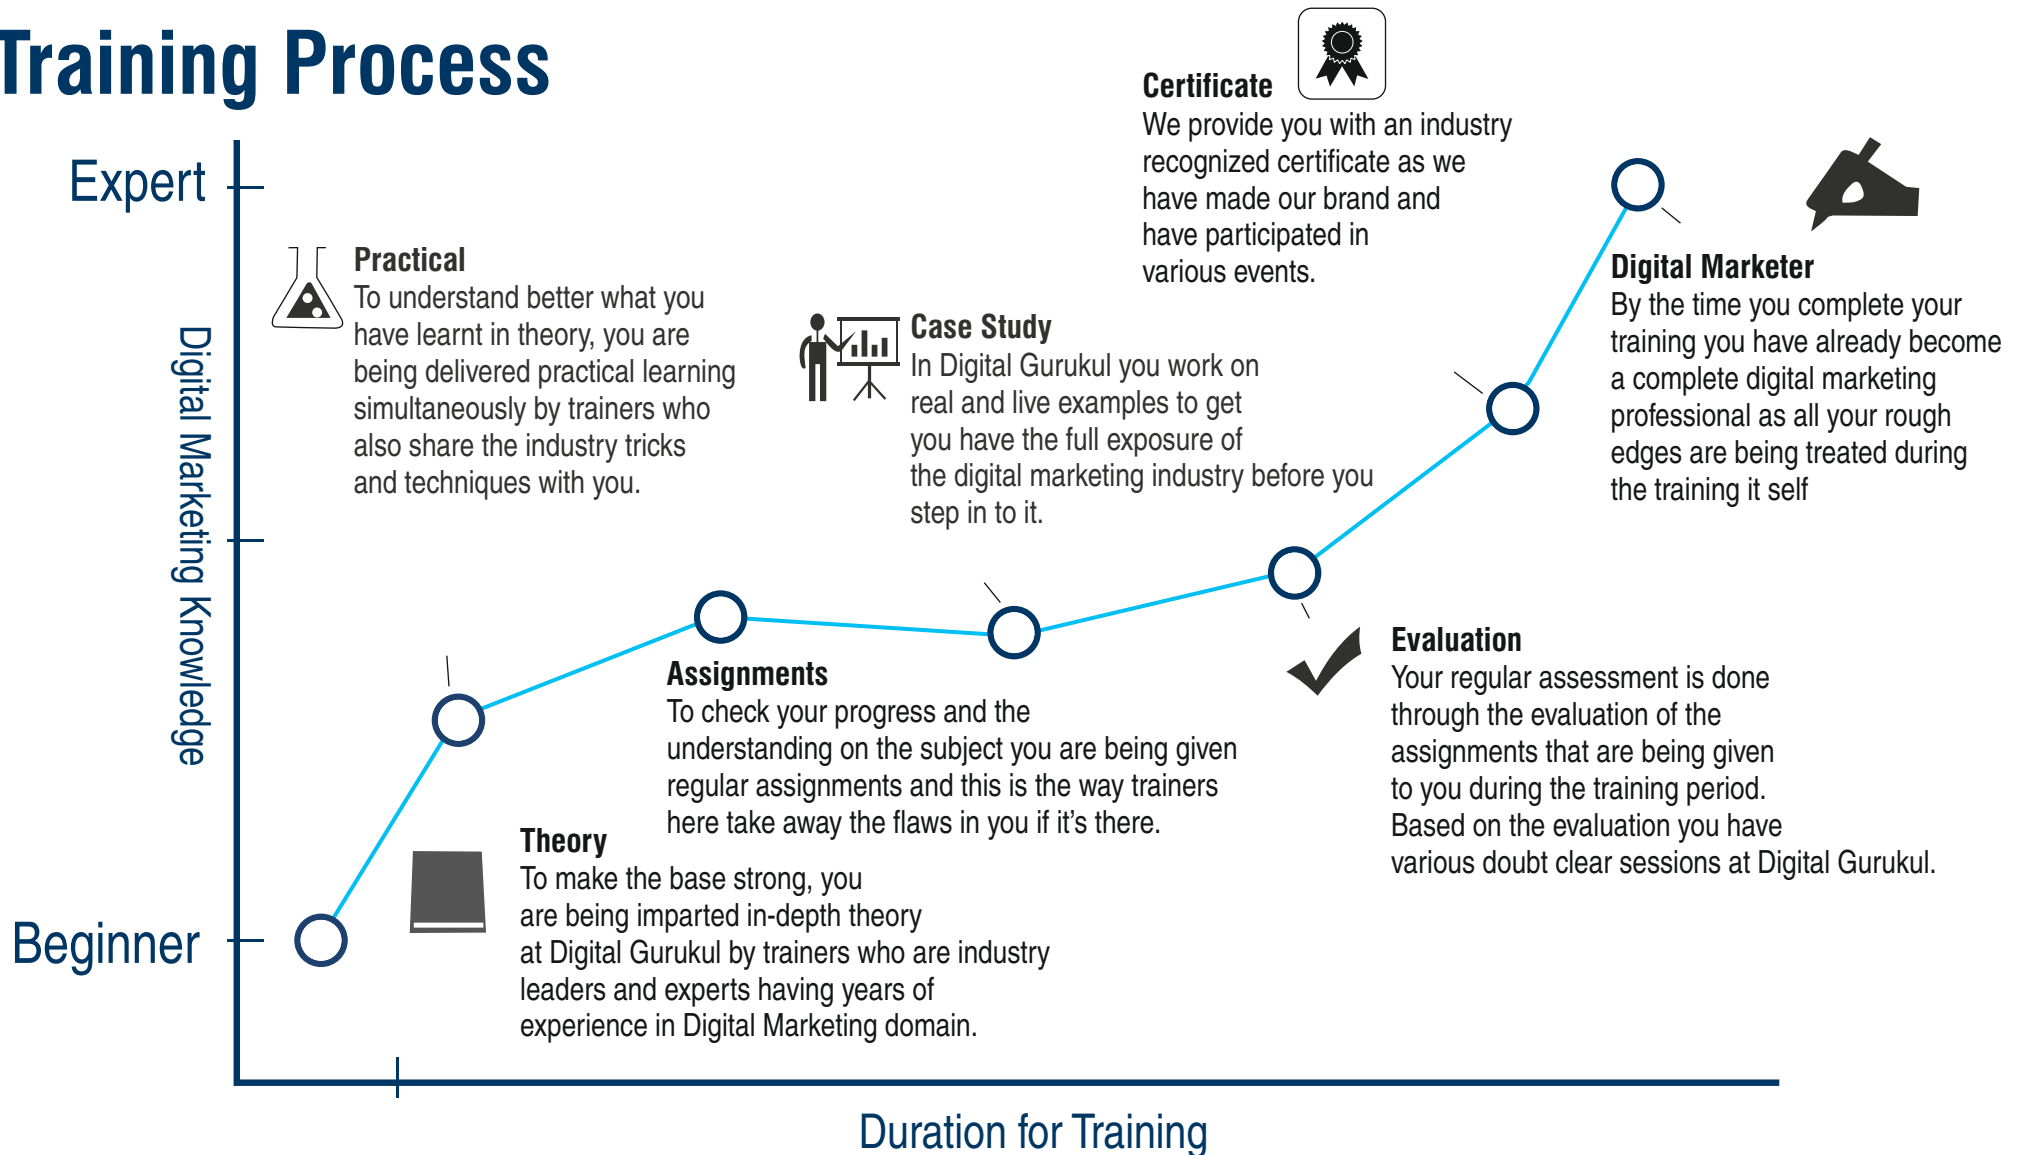 Training Process
Expert
Digital Marketing Knowledge
Beginner
Duration for Training
Theory
To make the base strong, you
are being imparted in-depth theory
at Digital Gurukul by trainers who are industry
leaders and experts having years of
experience in Digital Marketing domain.
Practical
To understand better what you
have learnt in theory, you are
being delivered practical learning
simultaneously by trainers who
also share the industry tricks
and techniques with you.
Assignments
To check your progress and the
understanding on the subject you are being given
regular assignments and this is the way trainers
here take away the flaws in you if it’s there.
Case Study
In Digital Gurukul you work on
real and live examples to get
you have the full exposure of
the digital marketing industry before you
step in to it.
Evaluation
Your regular assessment is done
through the evaluation of the
assignments that are being given
to you during the training period.
Based on the evaluation you have
various doubt clear sessions at Digital Gurukul.
Certificate
We provide you with an industry
recognized certificate as we
have made our brand and
have participated in
various events.
Digital Marketer
By the time you complete your
training you have already become
a complete digital marketing
professional as all your rough
edges are being treated during
the training it self